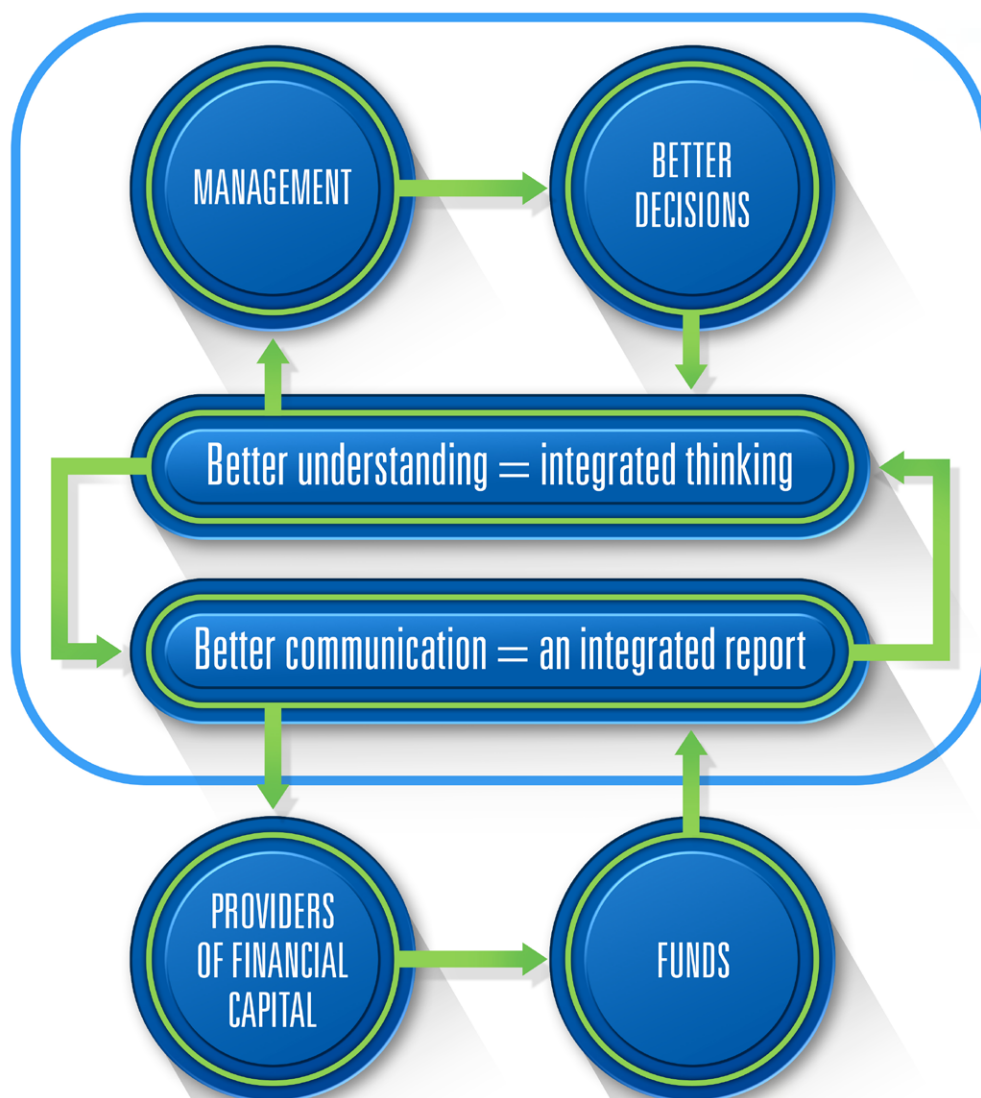 MANAGEMENT
BETTER
DECISIONS
Better understanding = integrated thinking
Better communication = an integrated report
PROVIDERS
OF FINANCIAL
CAPITAL
FUNDS